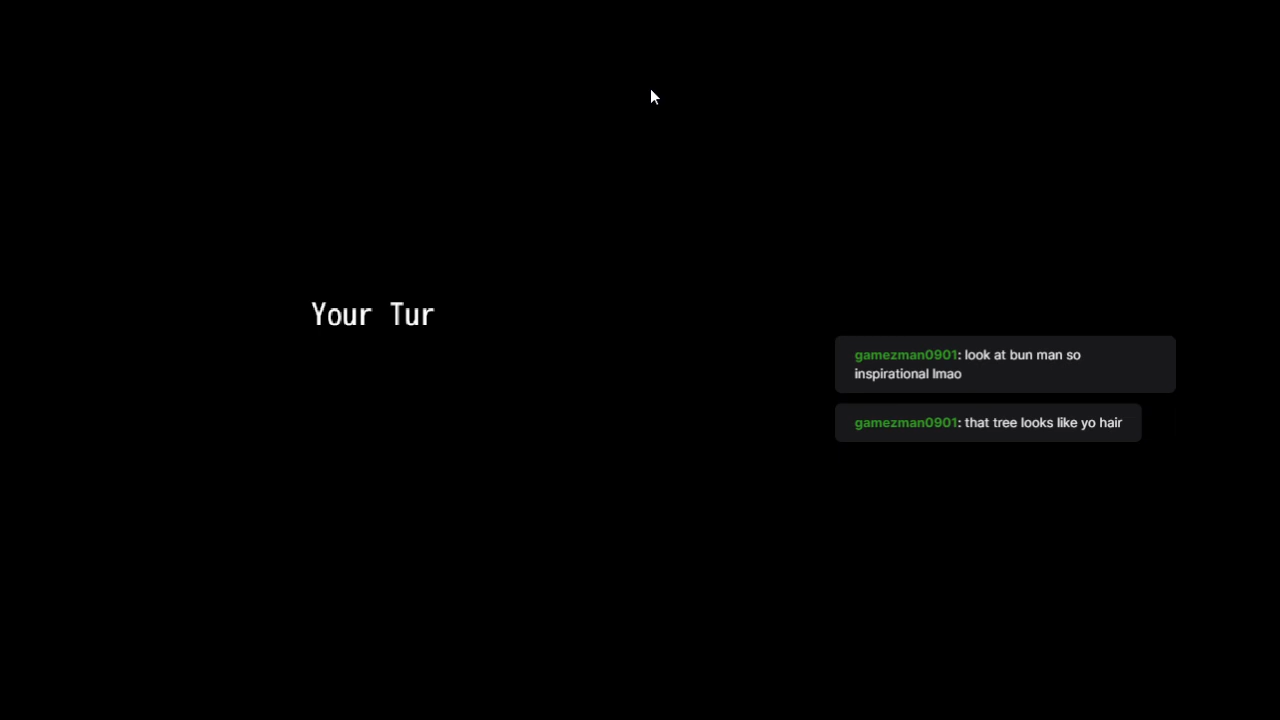 Your Tur
gamezman0901: look at bun man so
inspirational lmao
gamezman0901: that tree looks like yo hair